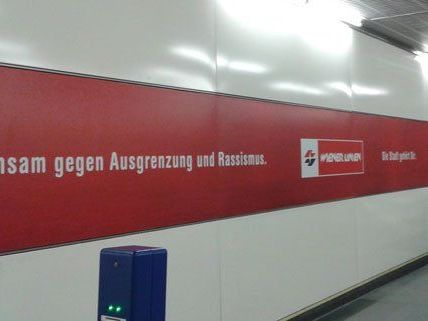 nsam gegen Ausgrenzung und Rassismus.
WIENER LINIEN
Die Stadt gehört Dir.